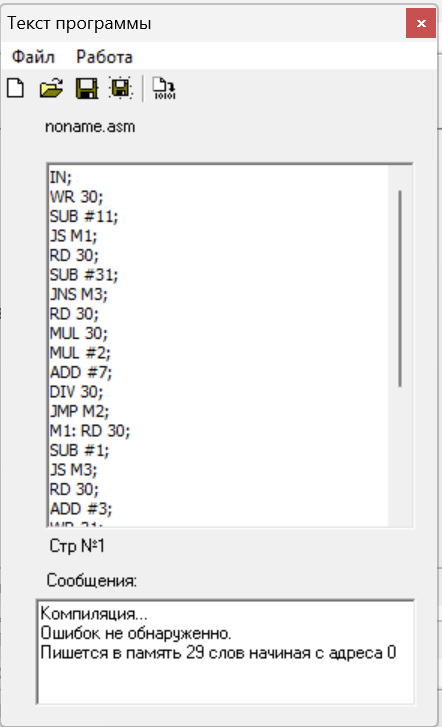 Текст программы
Файл Работа
noname.asm
IN;
WR 30;
SUB #11;
JS M1;
RD 30;
SUB #31;
JNS M3;
RD 30;
MUL 30;
MUL #2;
ADD #7;
DIV 30;
JMP M2;
M1: RD 30;
SUB #1;
JS M3;
RD 30;
ADD #3;
WR 31;
Стр №1
Сообщения:
Компиляция...
Ошибок не обнаруженно.
Пишется в память 29 слов начиная с адреса 0